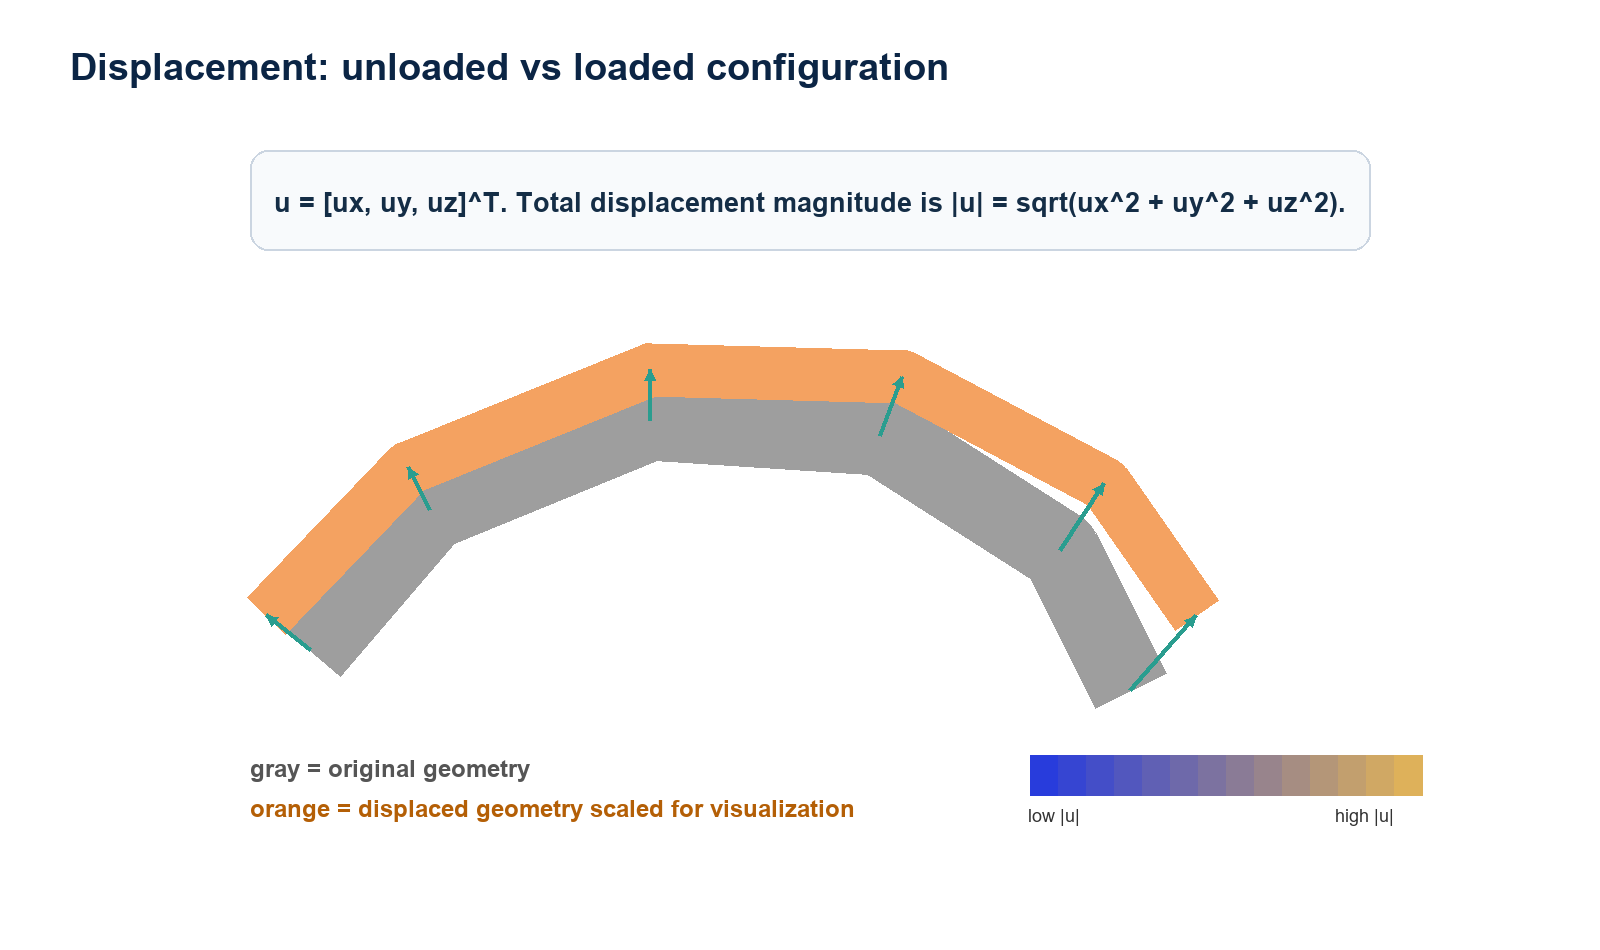 Displacement: unloaded vs loaded configuration
u = [ux, uy, uz]^T. Total displacement magnitude is |u| = sqrt(ux^2 + uy^2 + uz^2).
gray = original geometry
orange = displaced geometry scaled for visualization
low |u|
high |u|